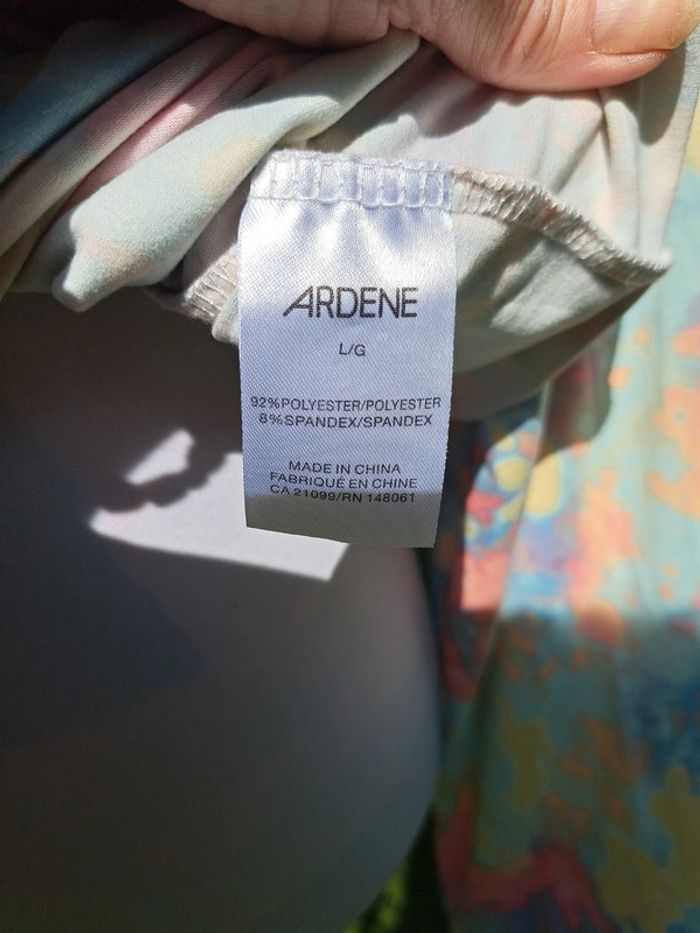 ARDENE
L/G
92%POLYESTER/POLYESTER
8%SPANDEX/SPANDEX
MADE IN CHINA
FABRIQUÉ EN CHINE
CA 21099/RN 148061